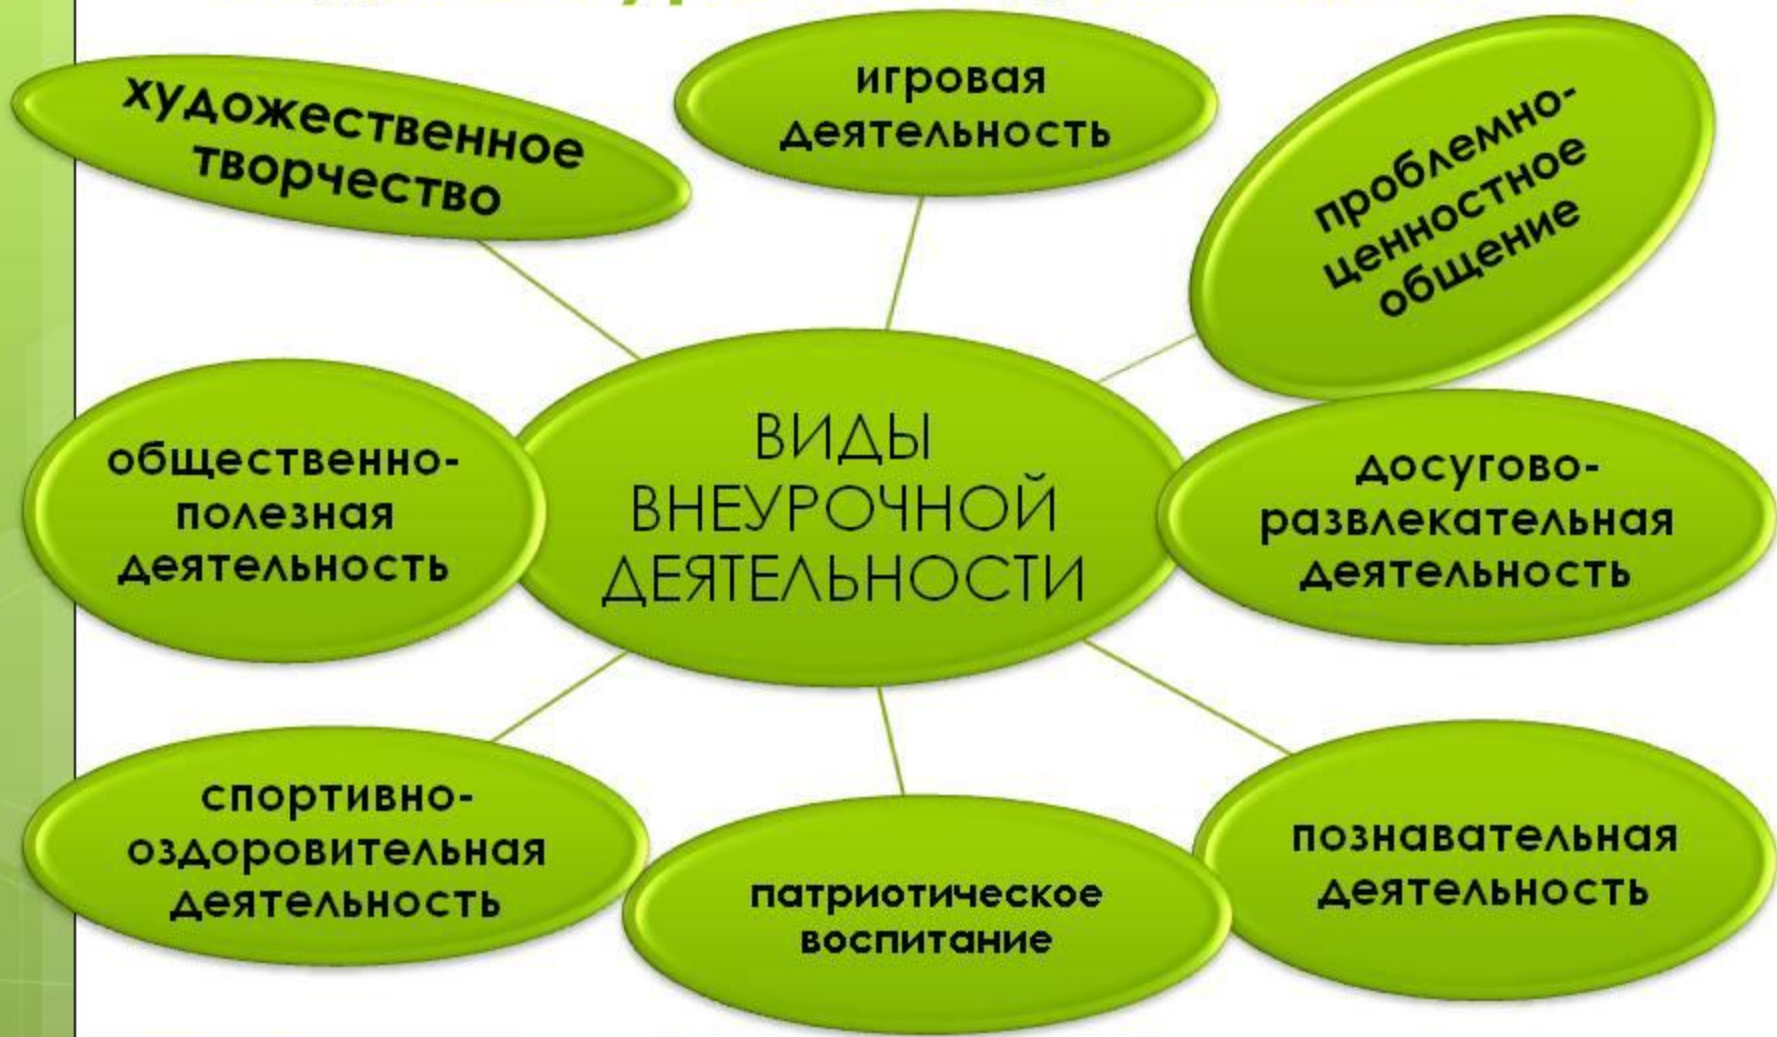 художественное
творчество
игровая
деятельность
проблемно-
ценностное
общение
общественно-
полезная
деятельность
ВИДЫ
ВНЕУРОЧНОЙ
ДЕЯТЕЛЬНОСТИ
досугово-
развлекательная
деятельность
спортивно-
оздоровительная
деятельность
патриотическое
воспитание
познавательная
деятельность